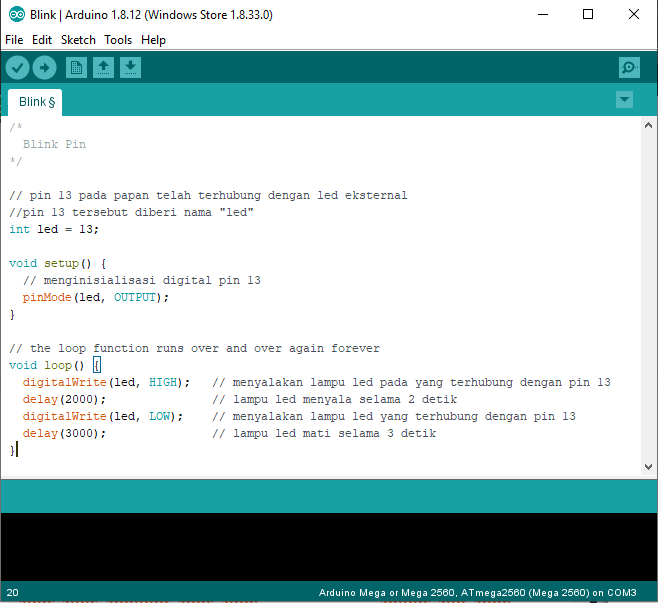 Blink | Arduino 1.8.12 (Windows Store 1.8.33.0)
File Edit Sketch Tools Help
Blink §
/*
  Blink Pin
*/

// pin 13 pada papan telah terhubung dengan led eksternal
//pin 13 tersebut diberi nama "led"
int led = 13;

void setup() {
  // menginisialisasi digital pin 13
  pinMode(led, OUTPUT);
}

// the loop function runs over and over again forever
void loop() {
  digitalWrite(led, HIGH);   // menyalakan lampu led pada yang terhubung dengan pin 13
  delay(2000);               // lampu led menyala selama 2 detik
  digitalWrite(led, LOW);    // menyalakan lampu led yang terhubung dengan pin 13
  delay(3000);               // lampu led mati selama 3 detik
}
20
Arduino Mega or Mega 2560, ATmega2560 (Mega 2560) on COM3